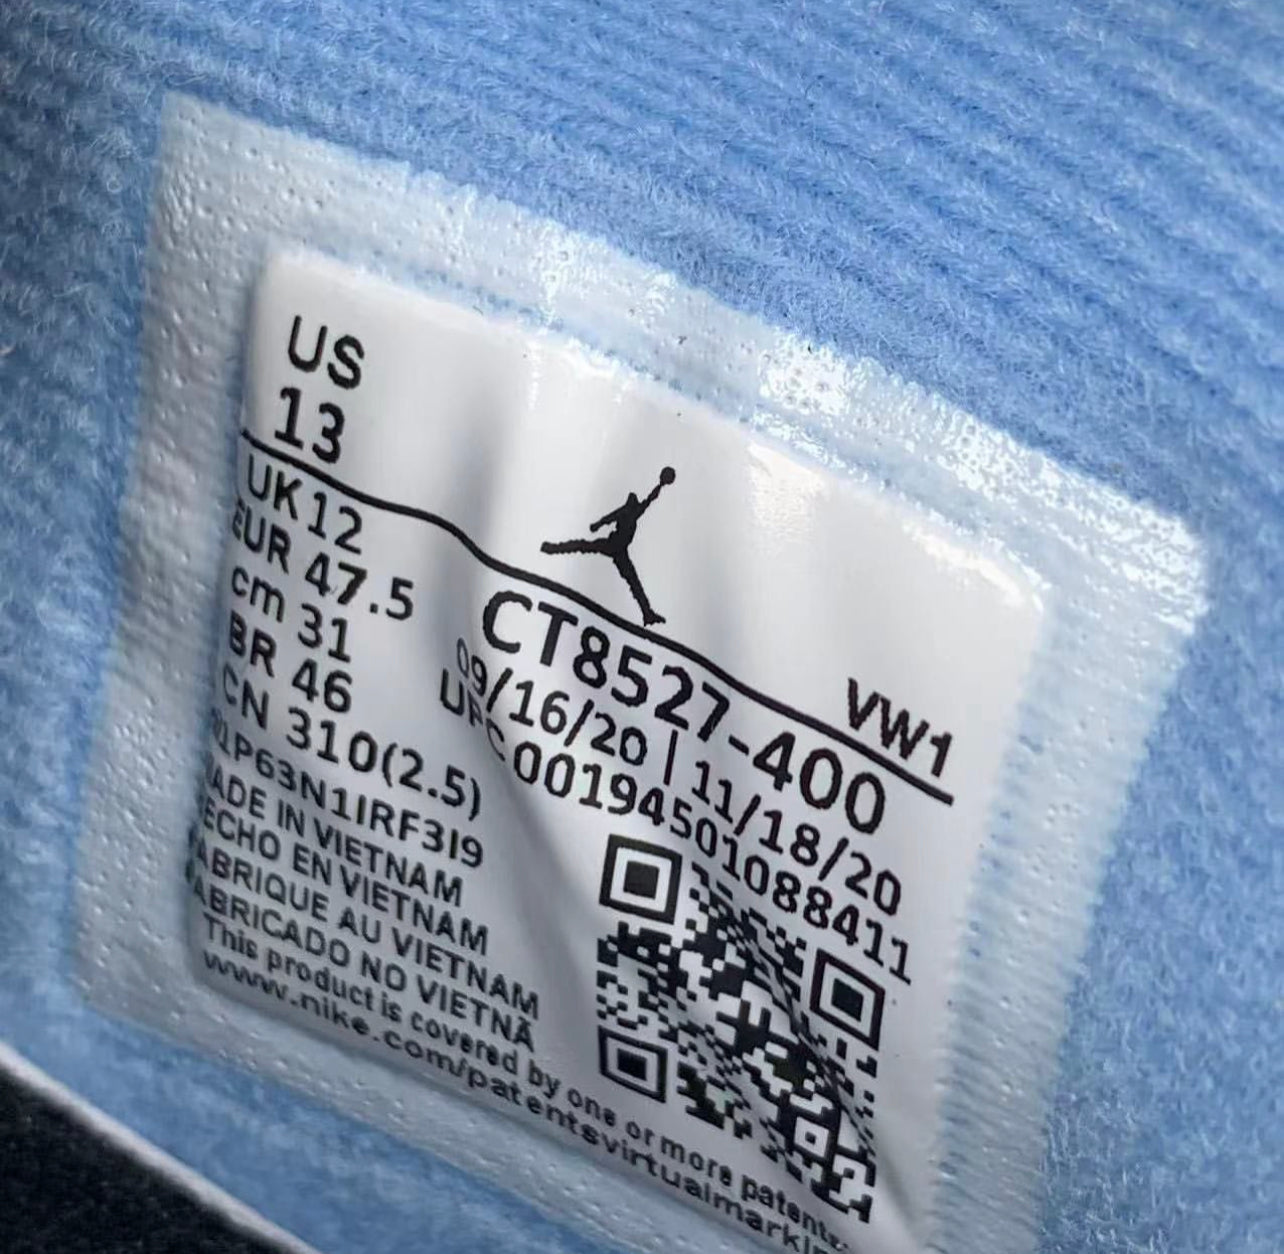 US
13
VW1
UK 12
EUR 47.5
cm 31
BR 46
CN 310(2.5)
CT8527-400
09/16/20 | 11/18/20
UPC:00194501088411
MADE IN VIETNAM
HECHO EN VIETNAM
FABRIQUE AU VIETNAM
FABRICADO NO VIETNÃ
This product is covered by one or more patents.
www.nike.com/patentsvirtualmarkin